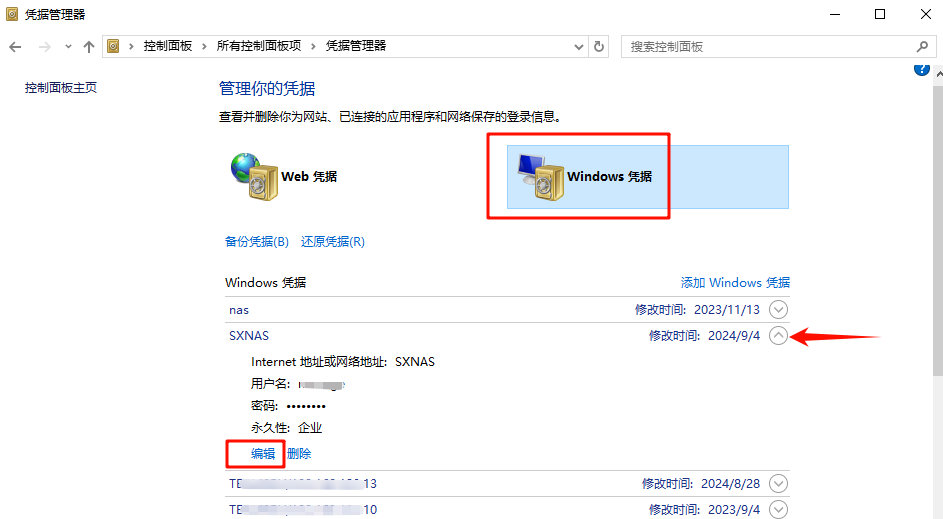 凭据管理器
控制面板 所有控制面板项 凭据管理器
搜索控制面板
控制面板主页
管理你的凭据
查看并删除你为网站、已连接的应用程序和网络保存的登录信息。
Web 凭据
Windows 凭据
备份凭据(B) 还原凭据(R)
Windows 凭据 添加 Windows 凭据
nas 修改时间: 2023/11/13
SXNAS 修改时间: 2024/9/4
Internet 地址或网络地址: SXNAS
用户名:
密码: ••••••••
永久性: 企业
编辑 删除
13 修改时间: 2024/8/28
10 修改时间: 2023/9/4